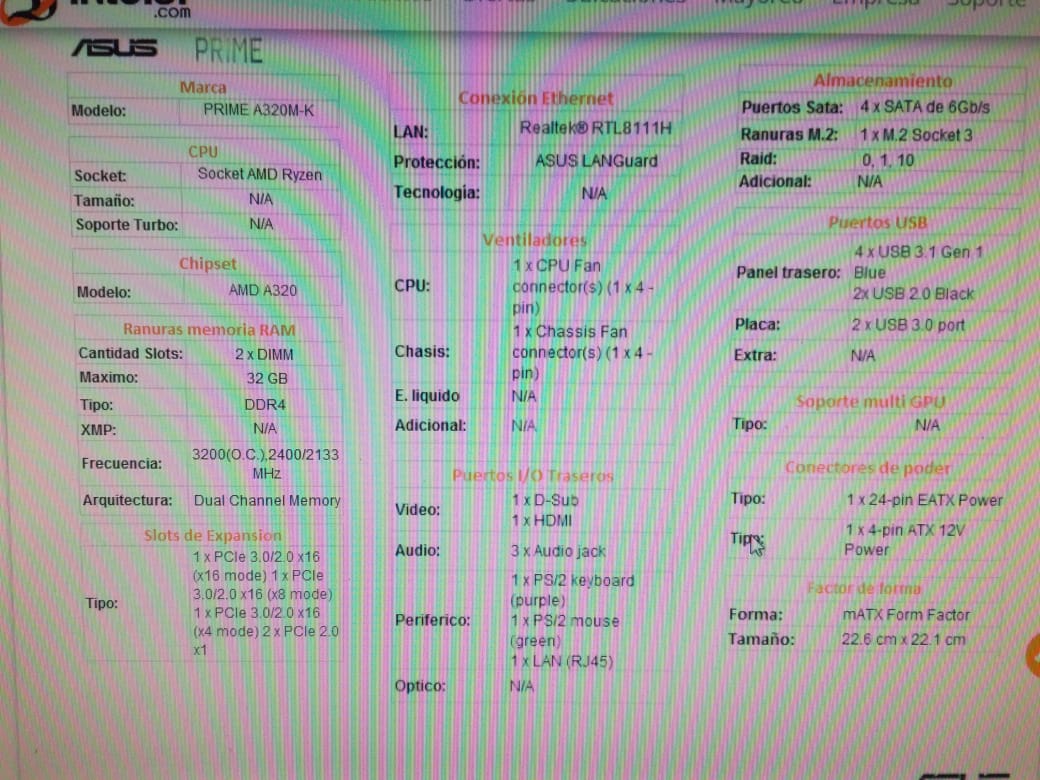 .com
ASUS PRIME
Marca
Modelo: PRIME A320M-K
CPU
Socket: Socket AMD Ryzen
Tamaño: N/A
Soporte Turbo: N/A
Chipset
Modelo: AMD A320
Ranuras memoria RAM
Cantidad Slots: 2 x DIMM
Maximo: 32 GB
Tipo: DDR4
XMP: N/A
Frecuencia: 3200(O.C.),2400/2133
MHz
Arquitectura: Dual Channel Memory
Slots de Expansion
Tipo: 1 x PCIe 3.0/2.0 x16
(x16 mode) 1 x PCIe
3.0/2.0 x16 (x8 mode)
1 x PCIe 3.0/2.0 x16
(x4 mode) 2 x PCIe 2.0
x1
Conexión Ethernet
LAN: Realtek® RTL8111H
Protección: ASUS LANGuard
Tecnologia: N/A
Ventiladores
CPU: 1 x CPU Fan
connector(s) (1 x 4 -
pin)
Chasis: 1 x Chassis Fan
connector(s) (1 x 4 -
pin)
E. liquido N/A
Adicional: N/A
Puertos I/O Traseros
Video: 1 x D-Sub
1 x HDMI
Audio: 3 x Audio jack
Periferico: 1 x PS/2 keyboard
(purple)
1 x PS/2 mouse
(green)
1 x LAN (RJ45)
Optico: N/A
Almacenamiento
Puertos Sata: 4 x SATA de 6Gb/s
Ranuras M.2: 1 x M.2 Socket 3
Raid: 0, 1, 10
Adicional: N/A
Puertos USB
Panel trasero: 4 x USB 3.1 Gen 1
Blue
2x USB 2.0 Black
Placa: 2 x USB 3.0 port
Extra: N/A
Soporte multi GPU
Tipo: N/A
Conectores de poder
Tipo: 1 x 24-pin EATX Power
Tipo: 1 x 4-pin ATX 12V
Power
Factor de forma
Forma: mATX Form Factor
Tamaño: 22.6 cm x 22.1 cm